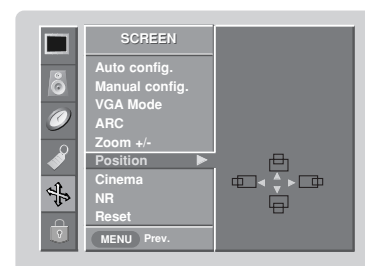 SCREEN
Auto config.
Manual config.
VGA Mode
ARC
Zoom +/-
Position
Cinema
NR
Reset
MENU Prev.